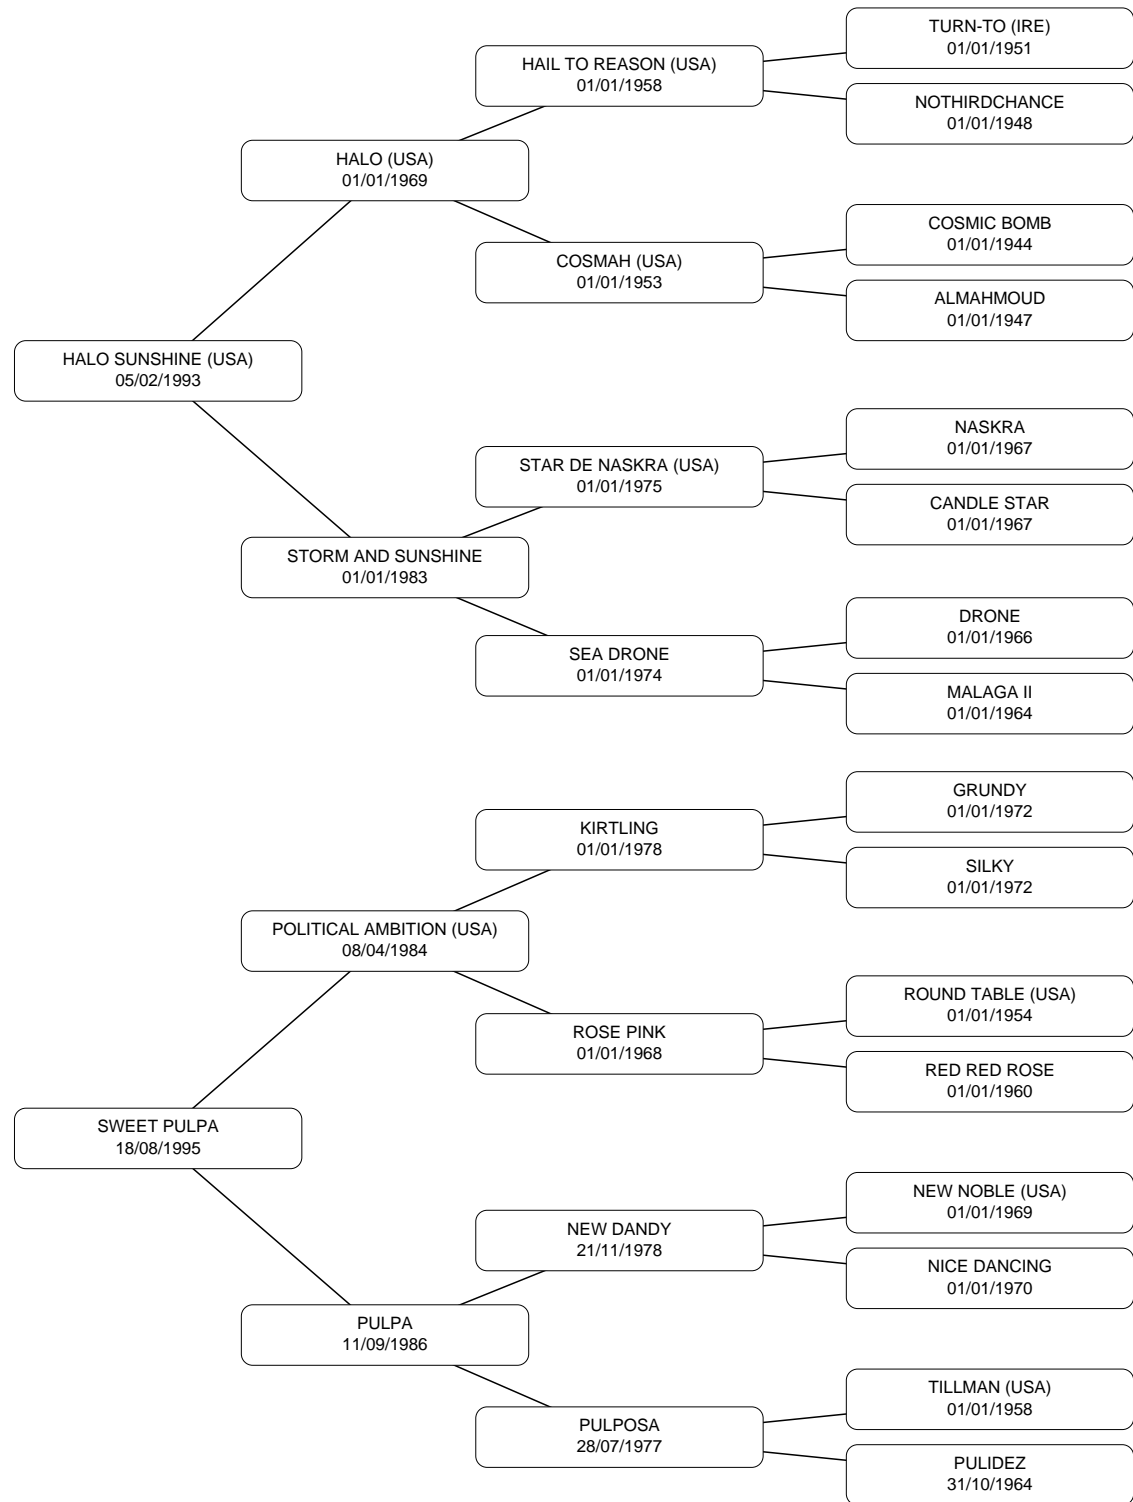 TURN-TO (IRE)
01/01/1951
HAIL TO REASON (USA)
01/01/1958
NOTHIRDCHANCE
01/01/1948
HALO (USA)
01/01/1969
COSMIC BOMB
01/01/1944
COSMAH (USA)
01/01/1953
ALMAHMOUD
01/01/1947
HALO SUNSHINE (USA)
05/02/1993
NASKRA
01/01/1967
STAR DE NASKRA (USA)
01/01/1975
CANDLE STAR
01/01/1967
STORM AND SUNSHINE
01/01/1983
DRONE
01/01/1966
SEA DRONE
01/01/1974
MALAGA II
01/01/1964
GRUNDY
01/01/1972
KIRTLING
01/01/1978
SILKY
01/01/1972
POLITICAL AMBITION (USA)
08/04/1984
ROUND TABLE (USA)
01/01/1954
ROSE PINK
01/01/1968
RED RED ROSE
01/01/1960
SWEET PULPA
18/08/1995
NEW NOBLE (USA)
01/01/1969
NEW DANDY
21/11/1978
NICE DANCING
01/01/1970
PULPA
11/09/1986
TILLMAN (USA)
01/01/1958
PULPOSA
28/07/1977
PULIDEZ
31/10/1964